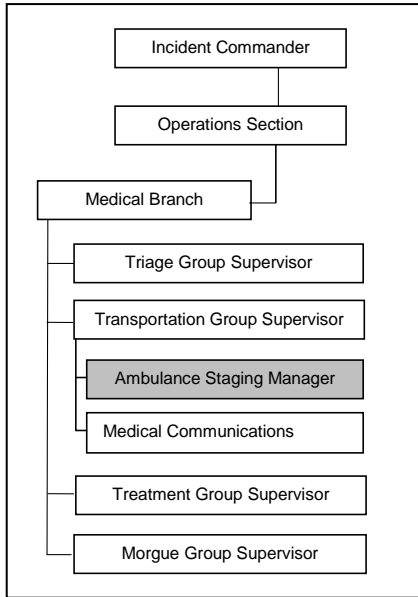 Incident Commander
Operations Section
Medical Branch
Triage Group Supervisor
Transportation Group Supervisor
Ambulance Staging Manager
Medical Communications
Treatment Group Supervisor
Morgue Group Supervisor